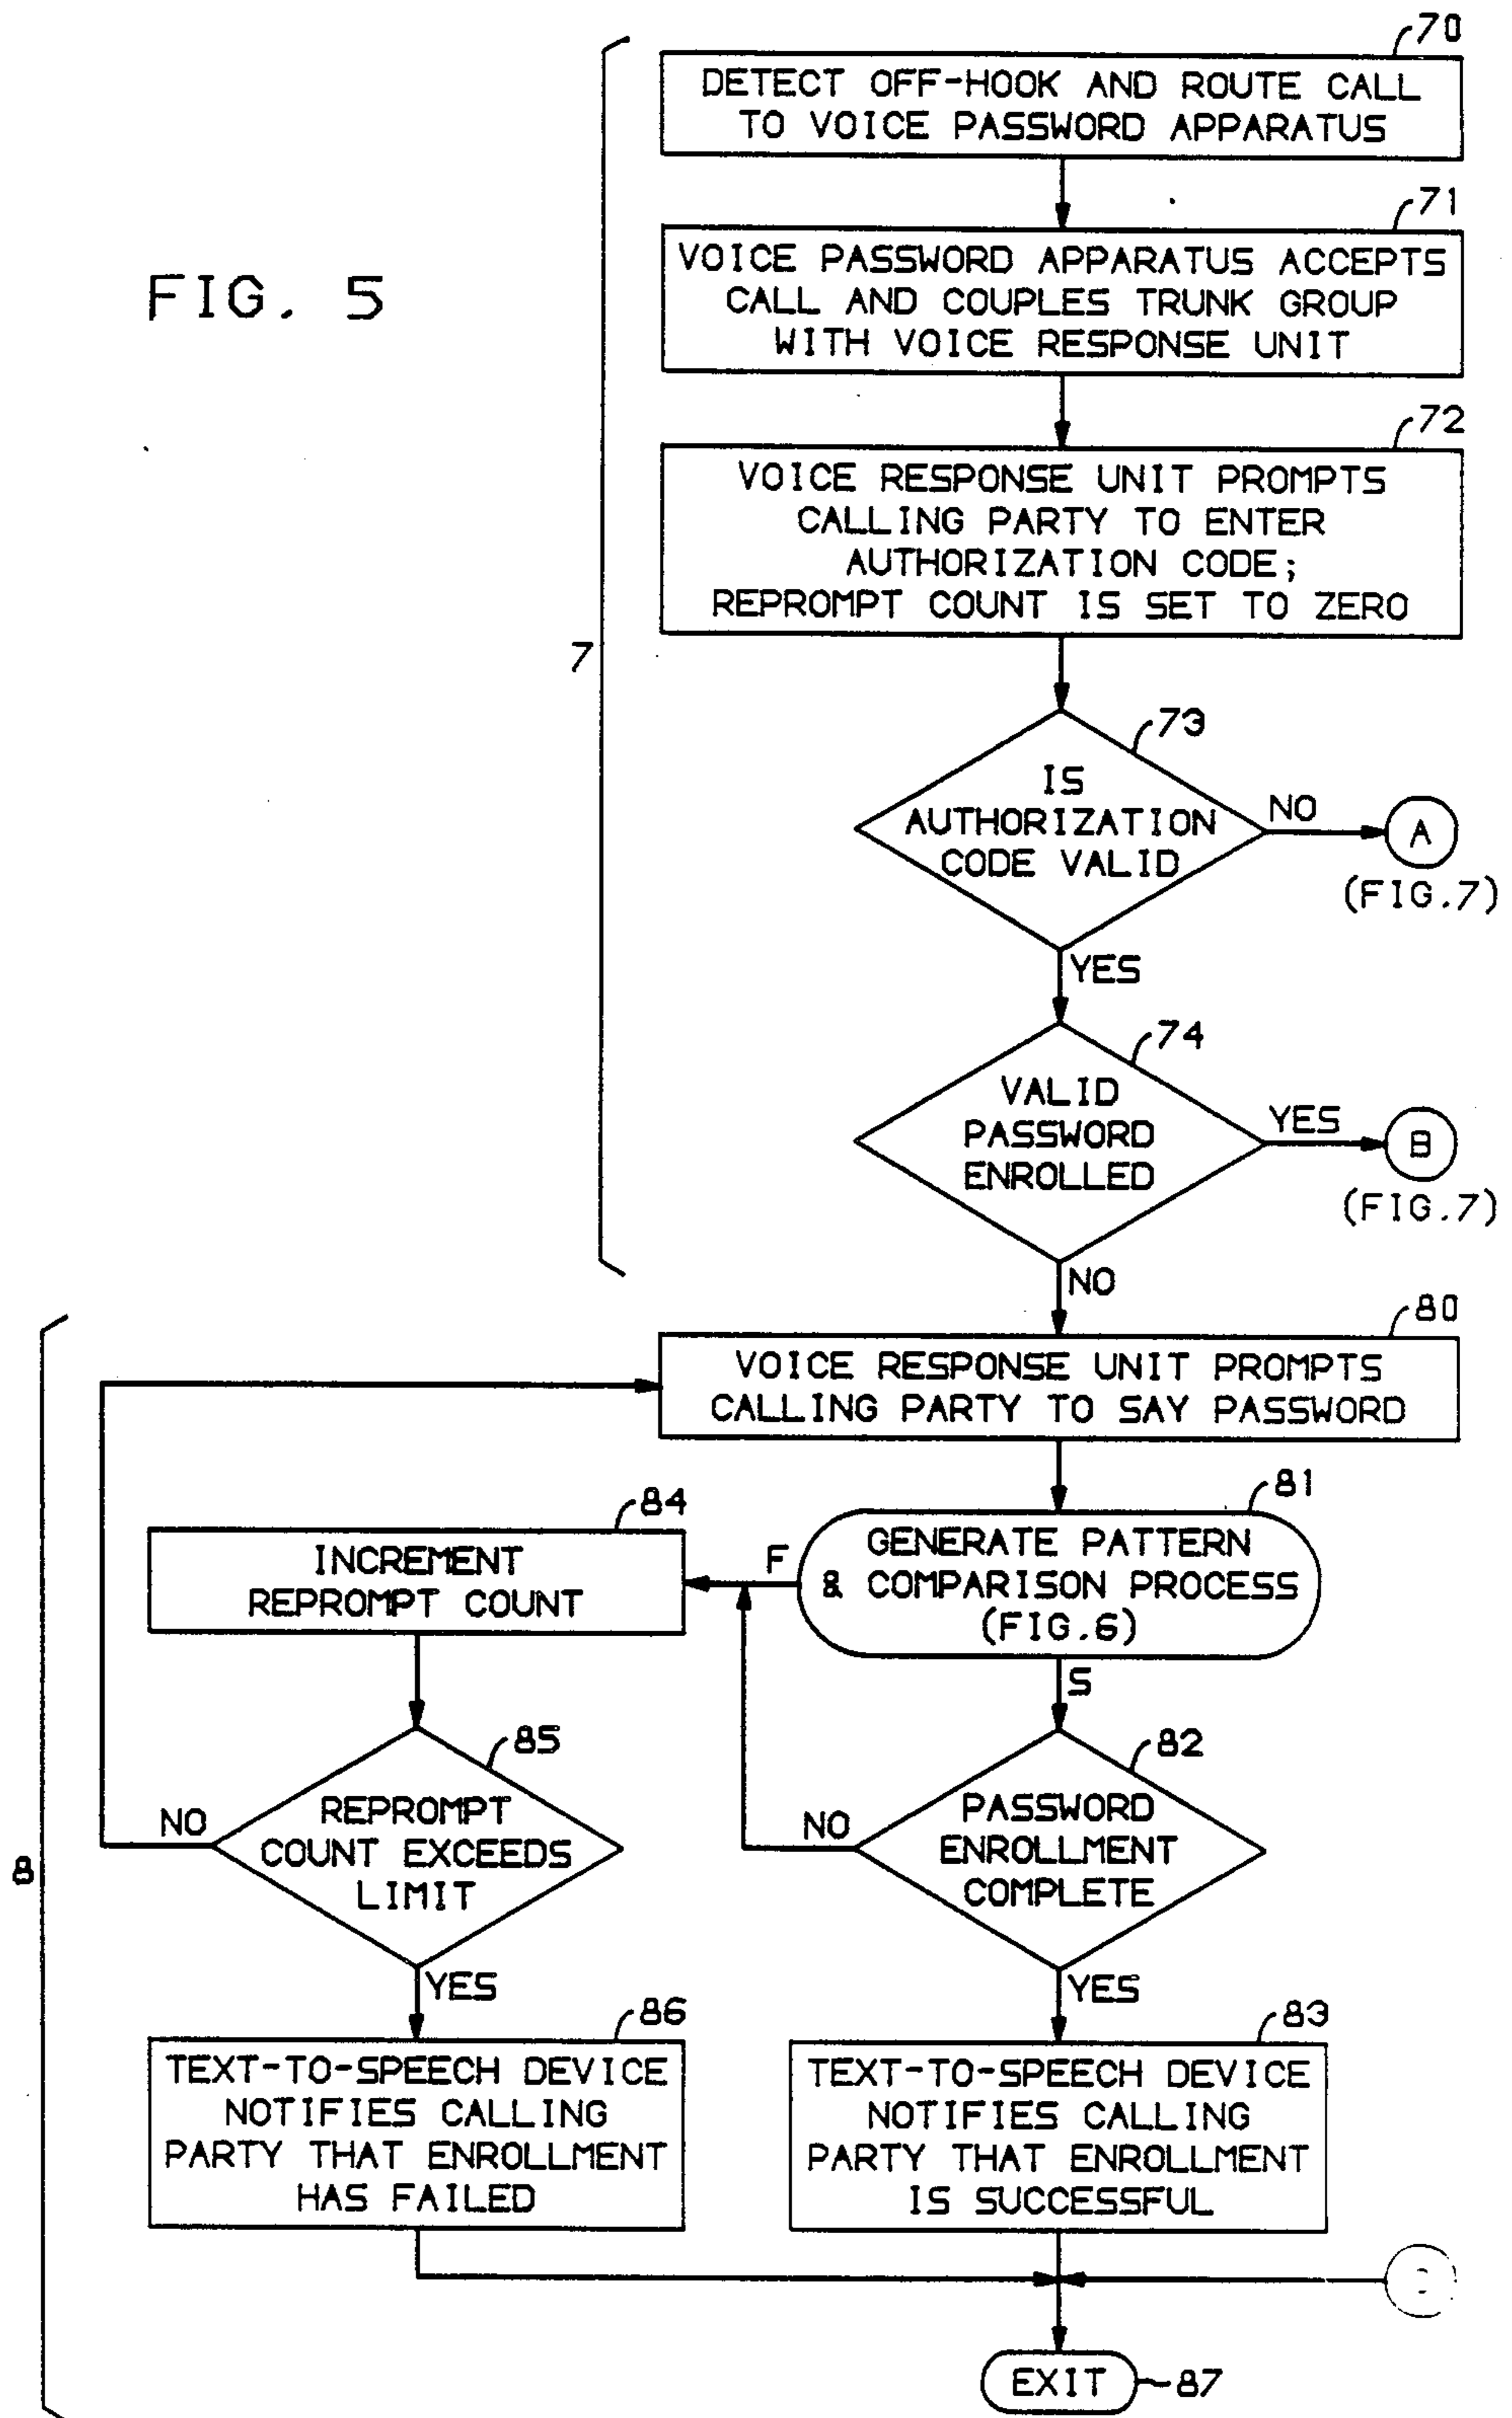 FIG. 5
70
DETECT OFF-HOOK AND ROUTE CALL
TO VOICE PASSWORD APPARATUS
71
VOICE PASSWORD APPARATUS ACCEPTS
CALL AND COUPLES TRUNK GROUP
WITH VOICE RESPONSE UNIT
72
VOICE RESPONSE UNIT PROMPTS
CALLING PARTY TO ENTER
AUTHORIZATION CODE;
REPROMPT COUNT IS SET TO ZERO
7
73
IS
AUTHORIZATION
CODE VALID
NO
A
(FIG.7)
YES
74
VALID
PASSWORD
ENROLLED
YES
B
(FIG.7)
NO
80
VOICE RESPONSE UNIT PROMPTS
CALLING PARTY TO SAY PASSWORD
81
GENERATE PATTERN
& COMPARISON PROCESS
(FIG.6)
F
84
INCREMENT
REPROMPT COUNT
S
85
REPROMPT
COUNT EXCEEDS
LIMIT
NO
82
PASSWORD
ENROLLMENT
COMPLETE
NO
8
YES
YES
86
TEXT-TO-SPEECH DEVICE
NOTIFIES CALLING
PARTY THAT ENROLLMENT
HAS FAILED
83
TEXT-TO-SPEECH DEVICE
NOTIFIES CALLING
PARTY THAT ENROLLMENT
IS SUCCESSFUL
EXIT
87